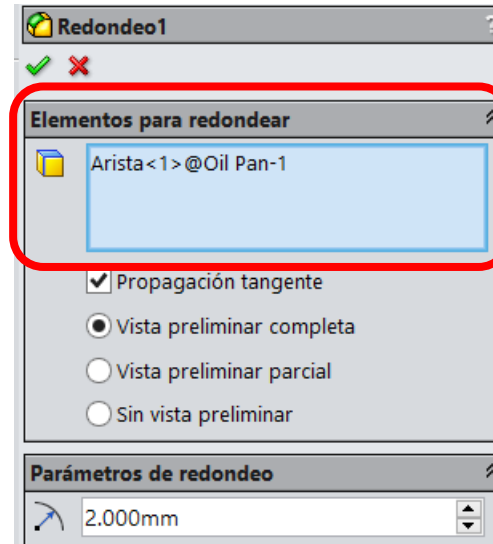 Redondeo1
Elementos para redondear
Arista<1>@Oil Pan-1
Propagación tangente
Vista preliminar completa
Vista preliminar parcial
Sin vista preliminar
Parámetros de redondeo
2.000mm